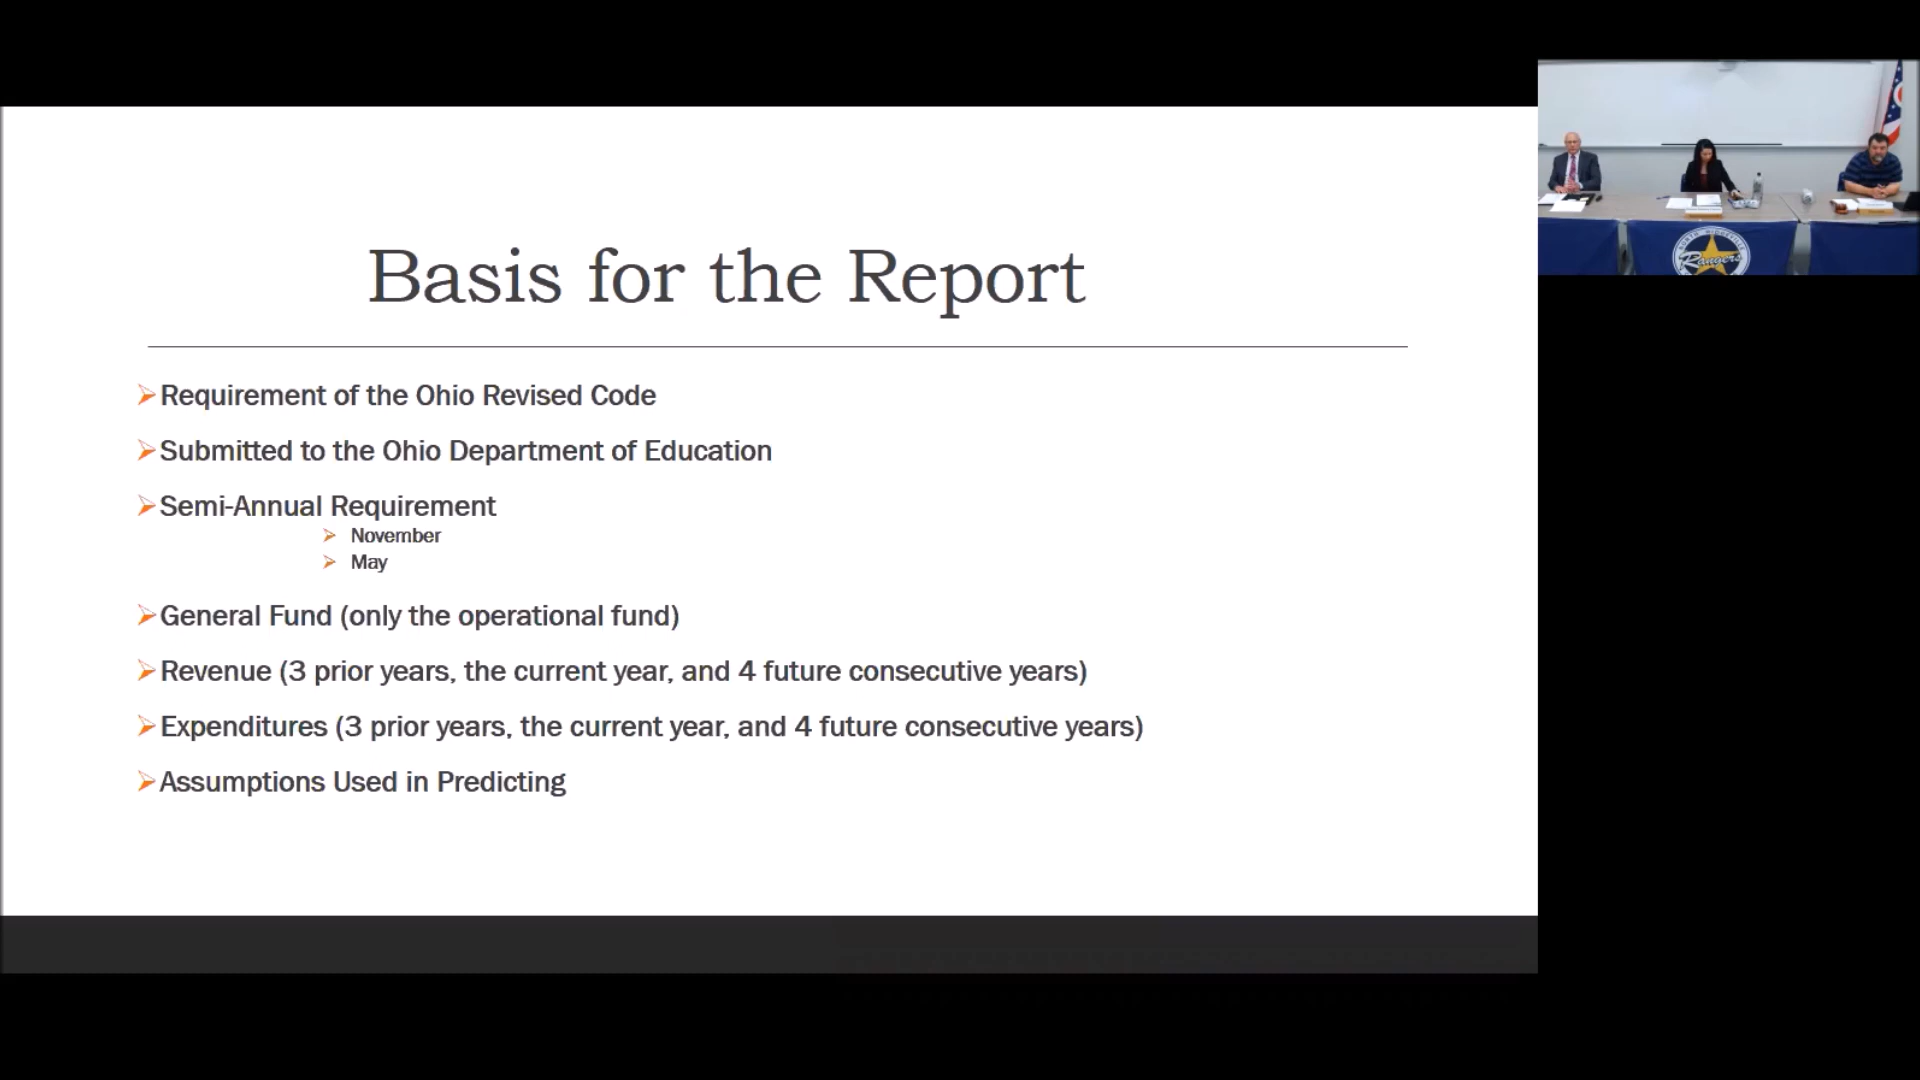 Basis for the Report
Requirement of the Ohio Revised Code
Submitted to the Ohio Department of Education
Semi-Annual Requirement
November
May
General Fund (only the operational fund)
Revenue (3 prior years, the current year, and 4 future consecutive years)
Expenditures (3 prior years, the current year, and 4 future consecutive years)
Assumptions Used in Predicting
Rangers